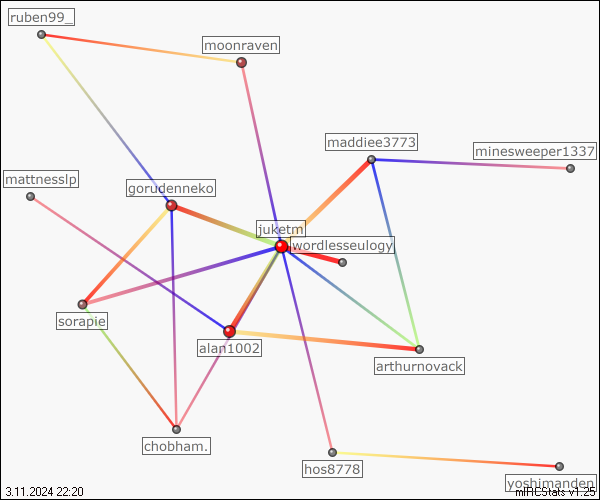 ruben99_
moonraven
maddiee3773
minesweeper1337
mattnesslp
gorudenneko
juketm
wordlesseulogy
sorapie
alan1002
arthurnovack
chobham.
hos8778
yoshimanden
3.11.2024 22:20
mIRCStats v1.25